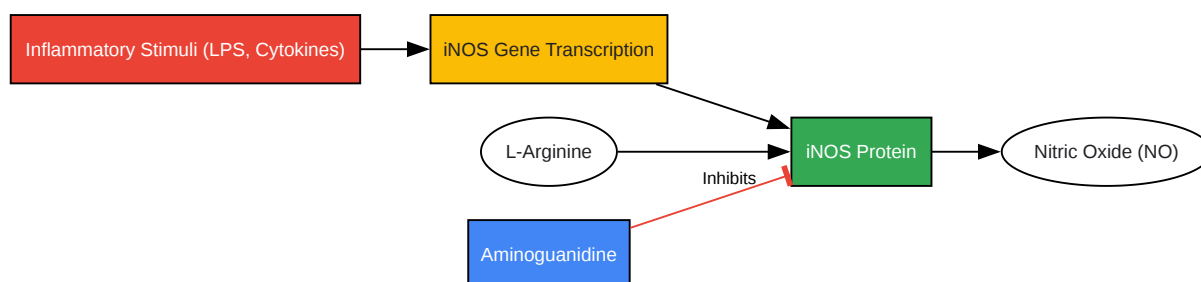 Inflammatory Stimuli (LPS, Cytokines)
iNOS Gene Transcription
L-Arginine
iNOS Protein
Nitric Oxide (NO)
Inhibits
Aminoguanidine